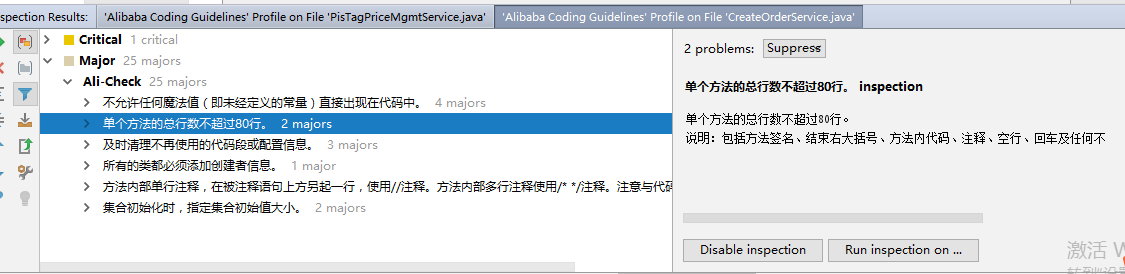 spection Results:
'Alibaba Coding Guidelines' Profile on File 'PisTagPriceMgmtService.java'
'Alibaba Coding Guidelines' Profile on File 'CreateOrderService.java'
Critical 1 critical
Major 25 majors
Ali-Check 25 majors
不允许任何魔法值（即未经定义的常量）直接出现在代码中。 4 majors
单个方法的总行数不超过80行。 2 majors
及时清理不再使用的代码段或配置信息。 3 majors
所有的类都必须添加创建者信息。 1 major
方法内部单行注释，在被注释语句上方另起一行，使用//注释。方法内部多行注释使用/* */注释。注意与代码
集合初始化时，指定集合初始值大小。 2 majors
2 problems: Suppress
单个方法的总行数不超过80行。 inspection
单个方法的总行数不超过80行。
说明：包括方法签名、结束右大括号、方法内代码、注释、空行、回车及任何不
Disable inspection
Run inspection on ...
激活 W